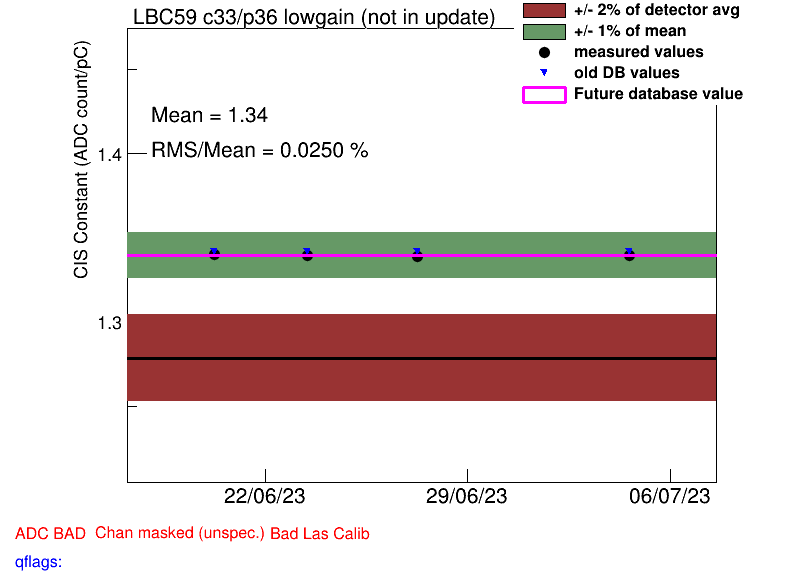 LBC59 c33/p36 lowgain (not in update)
+/- 2% of detector avg
+/- 1% of mean
measured values
old DB values
Future database value
CIS Constant (ADC count/pC)
Mean = 1.34
RMS/Mean = 0.0250 %
1.4
1.3
22/06/23 29/06/23 06/07/23
ADC BAD Chan masked (unspec.) Bad Las Calib
qflags: